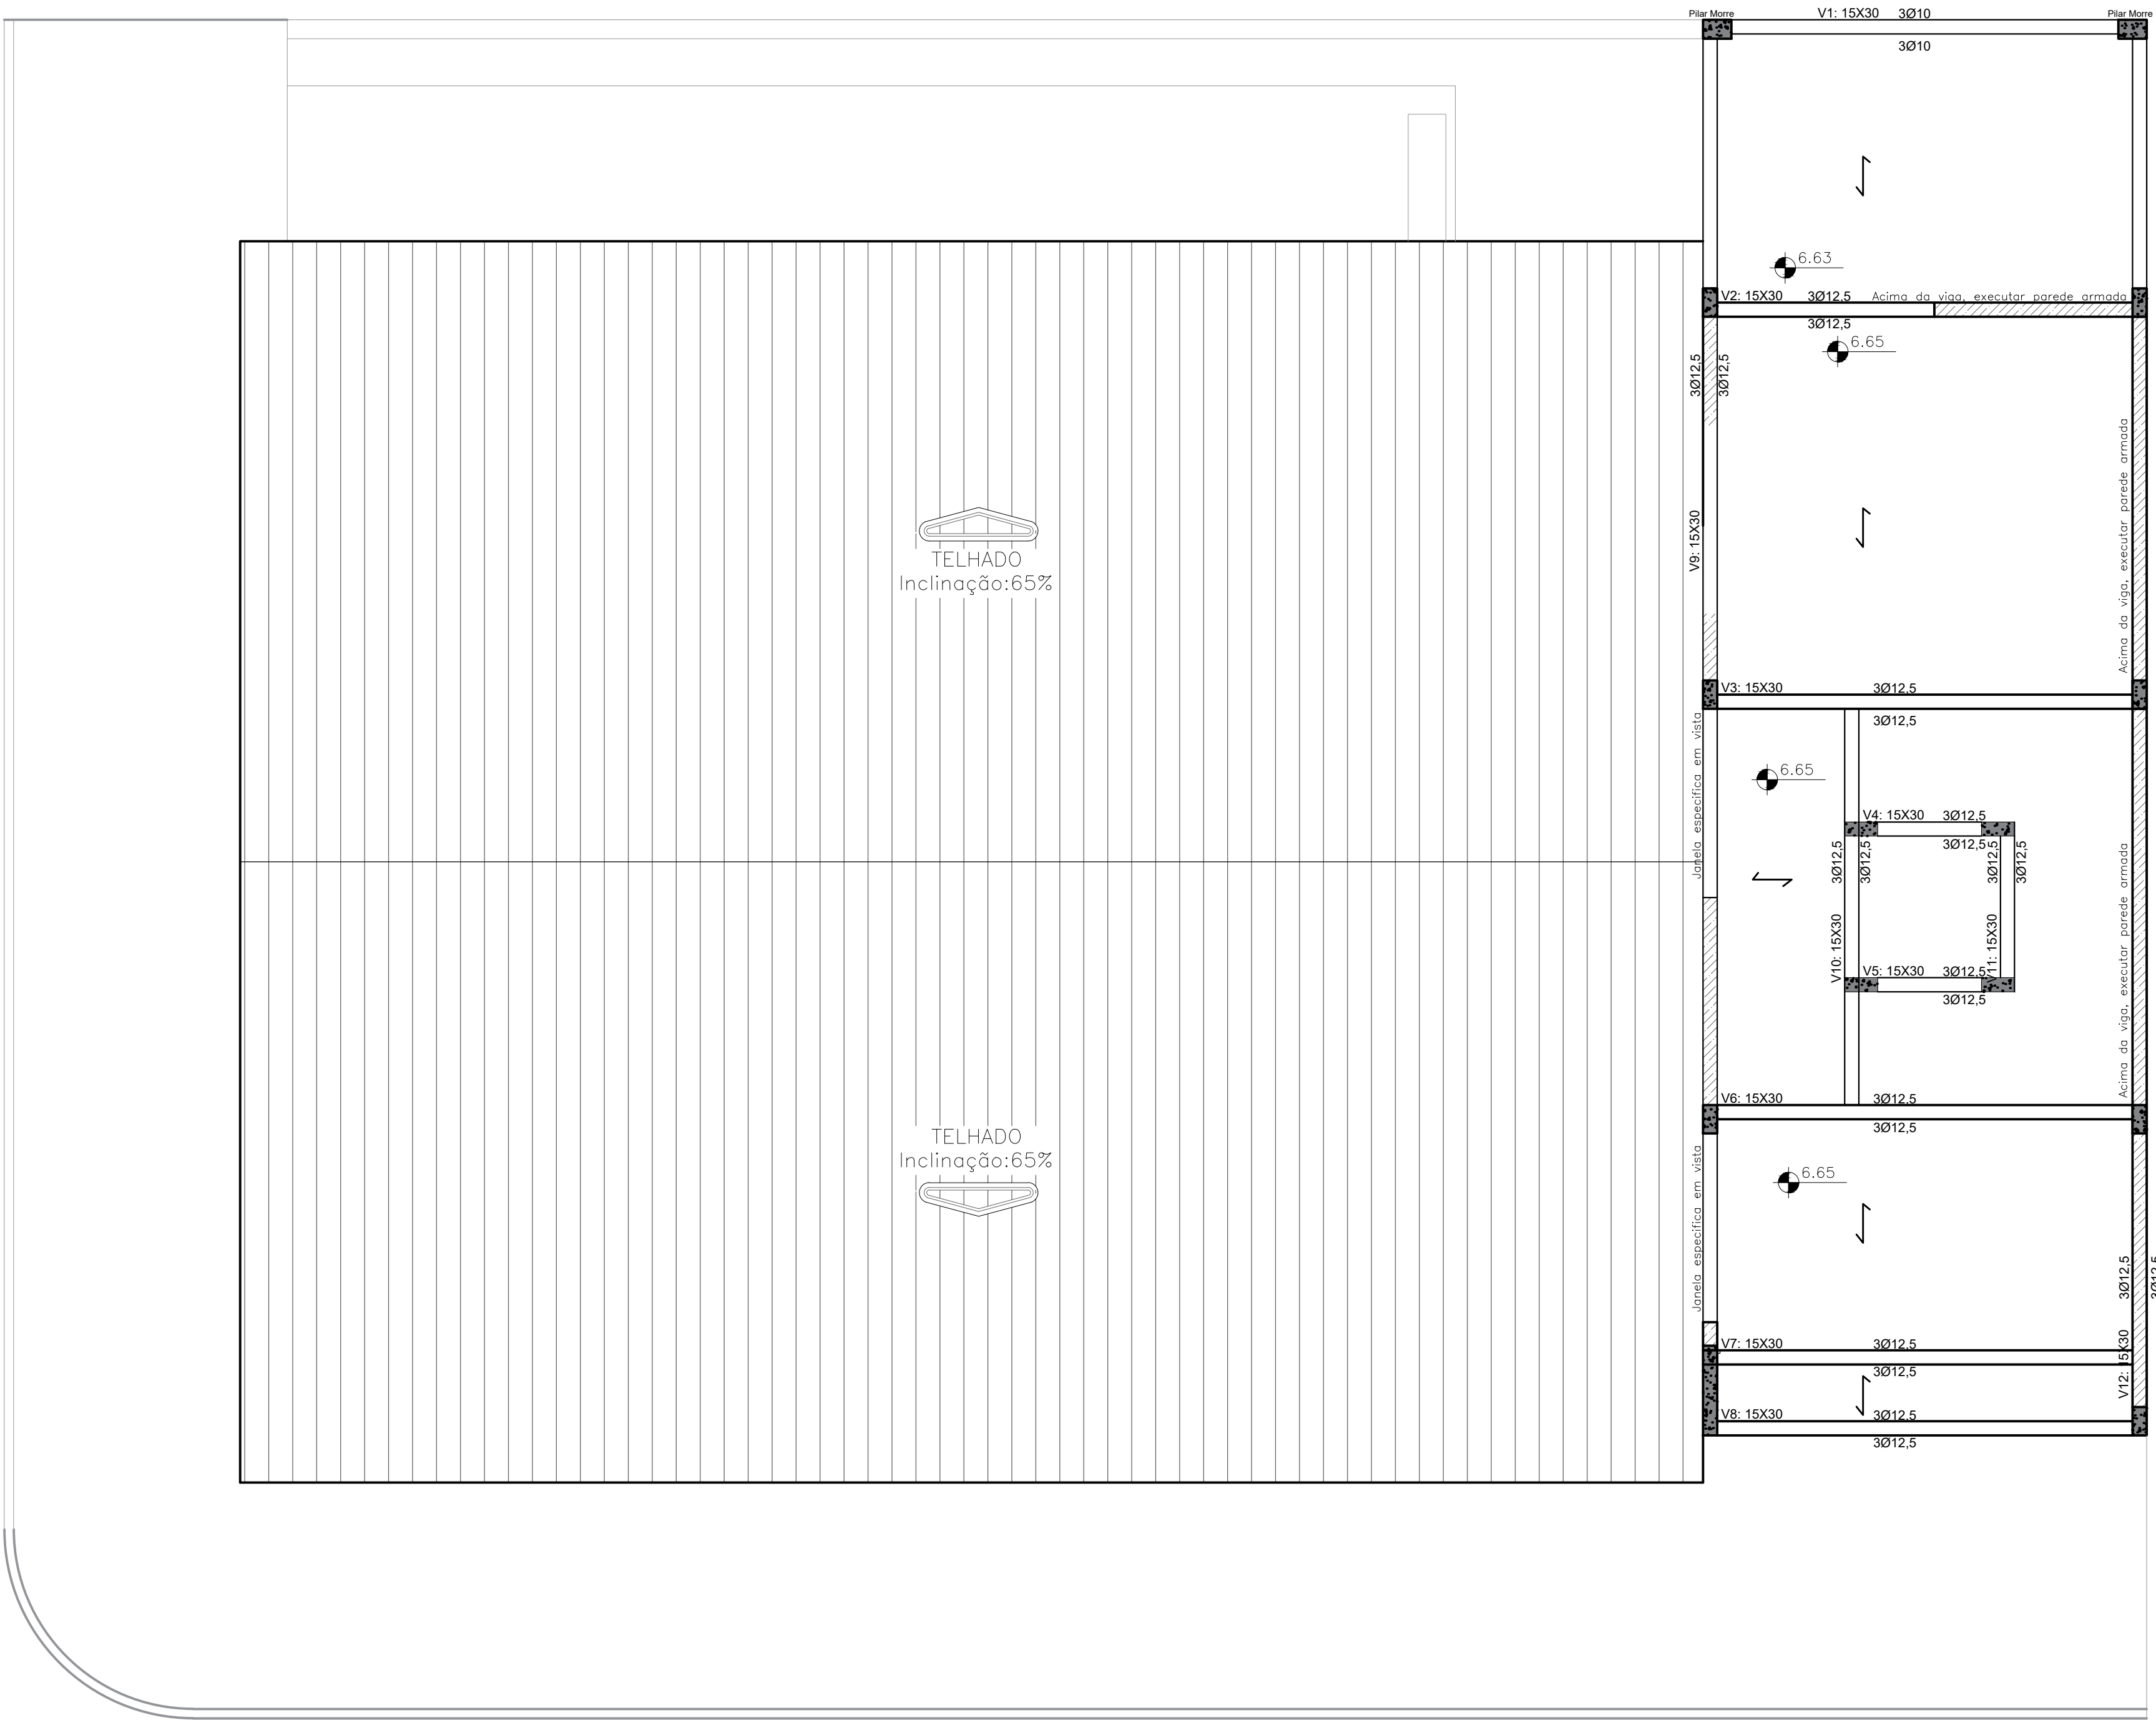 Pilar Morre
V1: 15X30 3Ø10
Pilar Morre
3Ø10
6.63
V2: 15X30 3Ø12,5 Acima da viga, executar parede armada
3Ø12,5
6.65
3Ø12,5
3Ø12,5
Acima da viga, executar parede armada
V9: 15X30
TELHADO
Inclinação:65%
V3: 15X30 3Ø12,5
3Ø12,5
Janela especifica em vista
6.65
V4: 15X30 3Ø12,5
3Ø12,5
3Ø12,5
3Ø12,5
3Ø12,5
3Ø12,5
Acima da viga, executar parede armada
V10: 15X30
V11: 15X30
V5: 15X30 3Ø12,5
3Ø12,5
V6: 15X30 3Ø12,5
3Ø12,5
TELHADO
Inclinação:65%
Janela especifica em vista
6.65
3Ø12,5
3Ø12,5
V7: 15X30 3Ø12,5
3Ø12,5
V12: 15X30
V8: 15X30 3Ø12,5
3Ø12,5